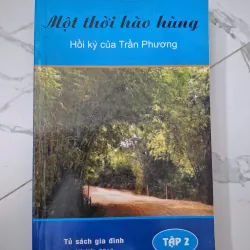 Một thời hào hùng
Hồi ký của Trần Phương
Tủ sách gia đình
TẬP 2